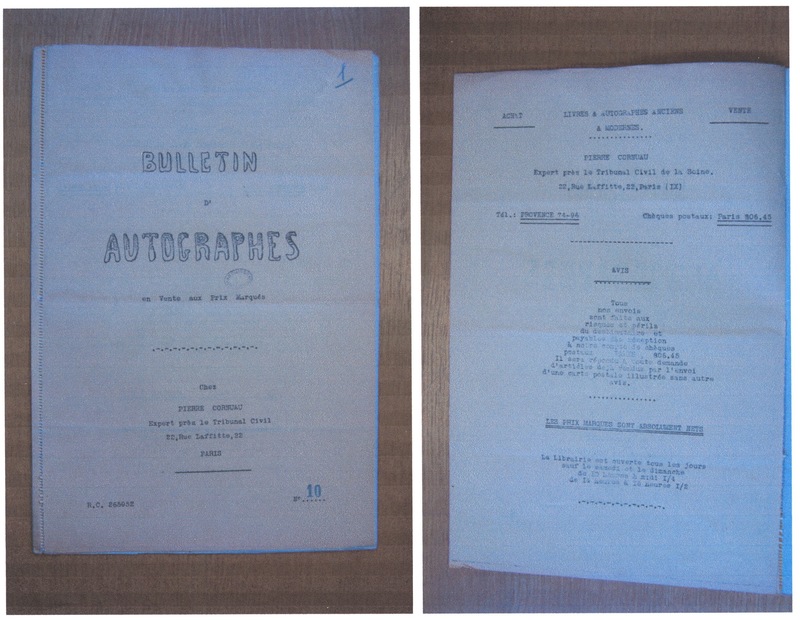 1
BULLETIN
D'
AUTOGRAPHES
en Vente aux Prix Marqués
Chez
PIERRE CORNUAU
Expert près le Tribunal Civil
22, Rue Laffitte, 22
PARIS
R.C.
N° 10
ACHAT
LIVRES & AUTOGRAPHES ANCIENS
VENTE
& MODERNES.
PIERRE CORNUAU
Expert près le Tribunal Civil de la Seine.
22, Rue Laffitte, 22, Paris (IX)
Tél.: PROVENCE 74-96
Chèques postaux: Paris 806.45
AVIS
Tous
nos envois
sont faits aux
risques et périls
du destinataire et
payables dès réception
à notre compte de chèques
postaux 806.45
Il sera répondu à toute demande
d'articles déjà vendus par l'envoi
d'une carte postale illustrée sans autre
avis.
LES PRIX MARQUES SONT ABSOLUMENT NETS
La Librairie est ouverte tous les jours
sauf le samedi et le Dimanche
de heures à midi 1/4
de heures à heures 1/2